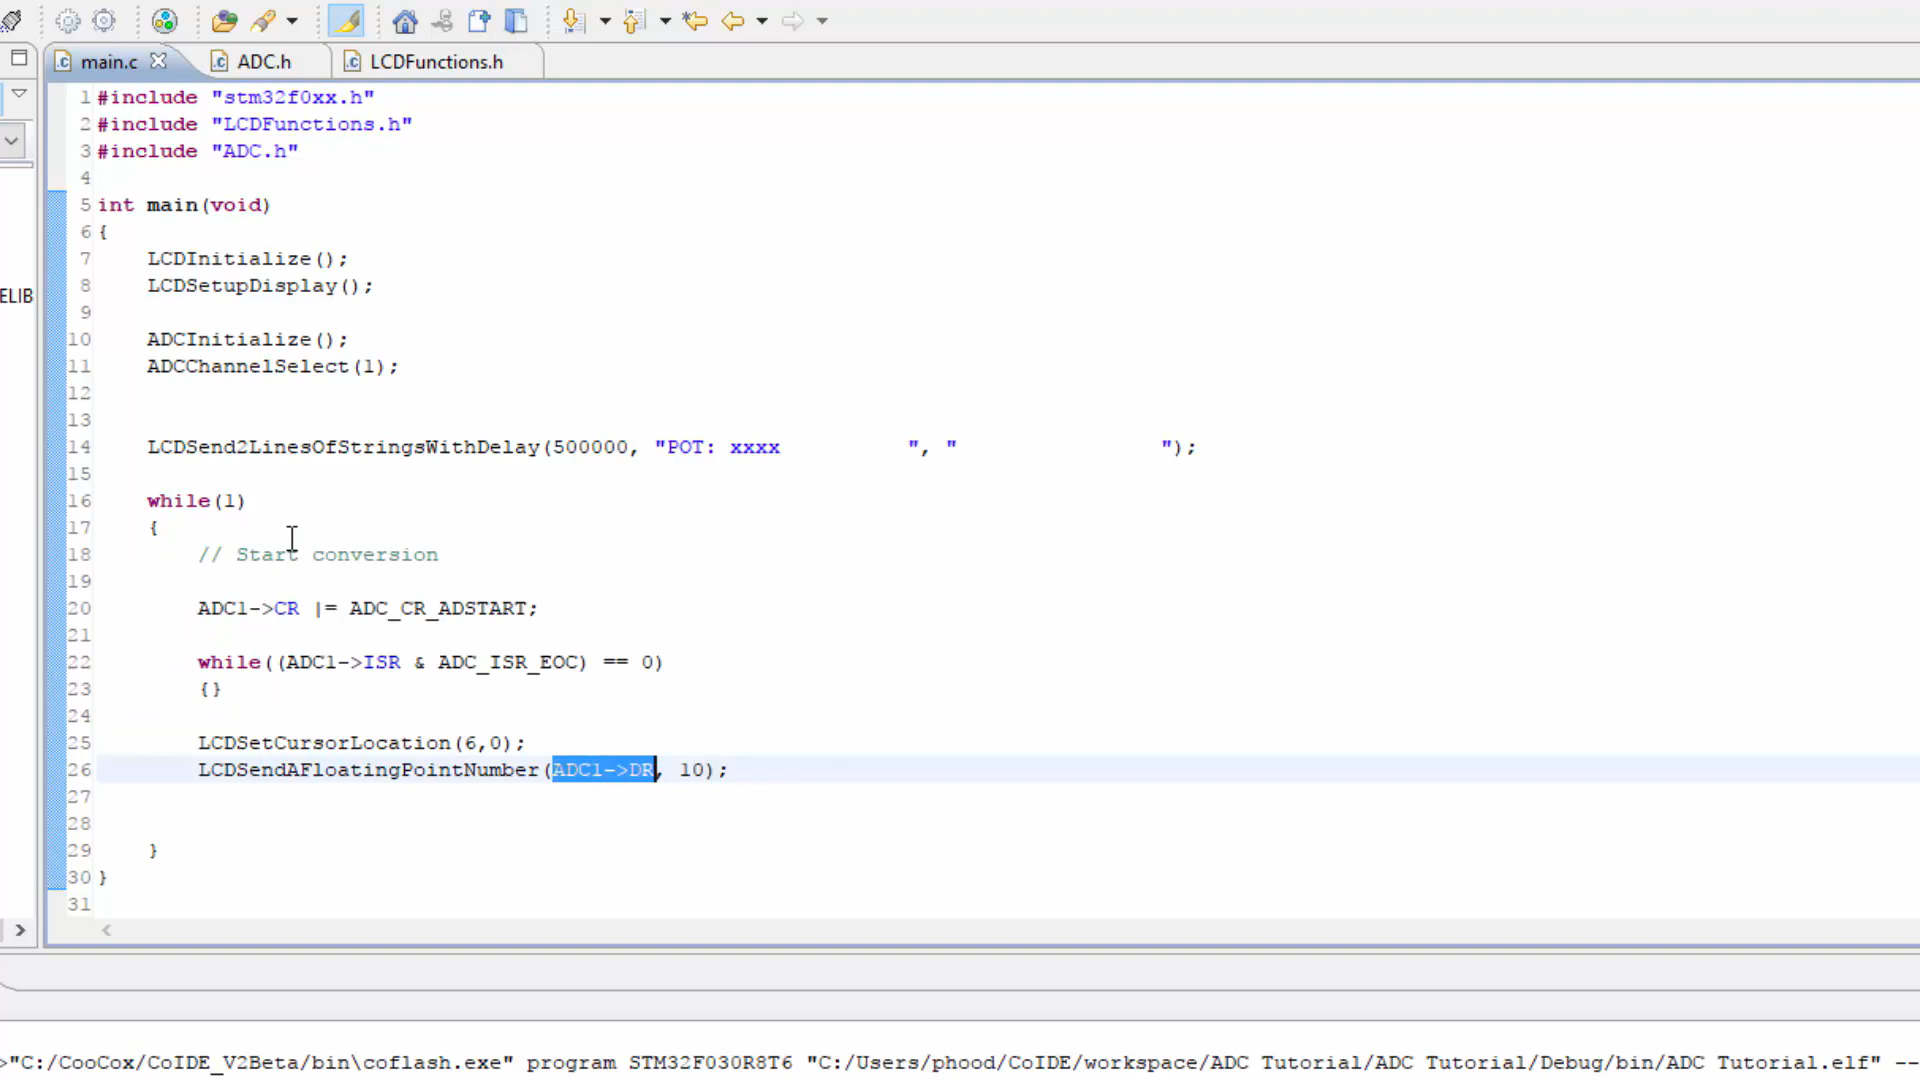 main.c ADC.h LCDFunctions.h
1 #include "stm32f0xx.h"
2 #include "LCDFunctions.h"
3 #include "ADC.h"
4
5 int main(void)
6 {
7 LCDInitialize();
8 LCDSetupDisplay();
9
10 ADCInitialize();
11 ADCChannelSelect(1);
12
13
14 LCDSend2LinesOfStringsWithDelay(500000, "POT: xxxx          ", "                ");
15
16 while(1)
17 {
18 // Start conversion
19
20 ADC1->CR |= ADC_CR_ADSTART;
21
22 while((ADC1->ISR & ADC_ISR_EOC) == 0)
23 {}
24
25 LCDSetCursorLocation(6,0);
26 LCDSendAFloatingPointNumber(ADC1->DR, 10);
27
28
29 }
30 }
31
ELIB
>"C:/CooCox/CoIDE_V2Beta/bin\coflash.exe" program STM32F030R8T6 "C:/Users/phood/CoIDE/workspace/ADC Tutorial/ADC Tutorial/Debug/bin/ADC Tutorial.elf" --